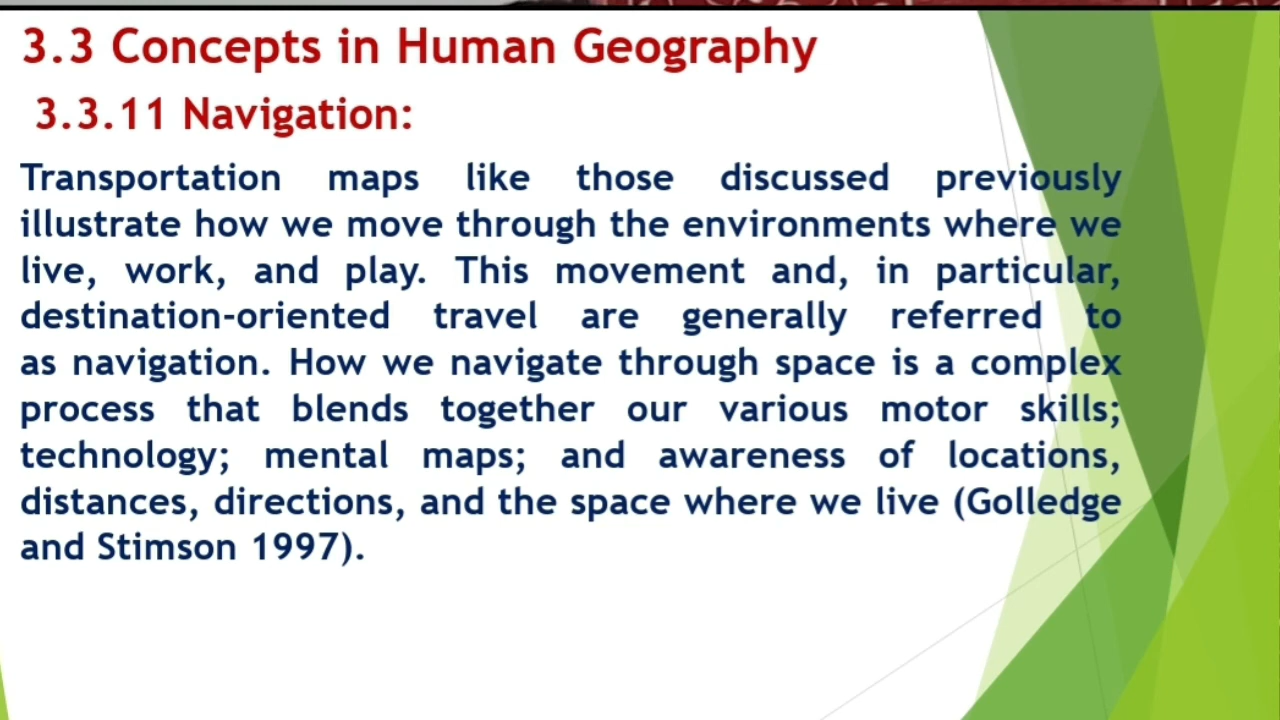 3.3 Concepts in Human Geography
3.3.11 Navigation:
Transportation maps like those discussed previously
illustrate how we move through the environments where we
live, work, and play. This movement and, in particular,
destination-oriented travel are generally referred to
as navigation. How we navigate through space is a complex
process that blends together our various motor skills;
technology; mental maps; and awareness of locations,
distances, directions, and the space where we live (Golledge
and Stimson 1997).